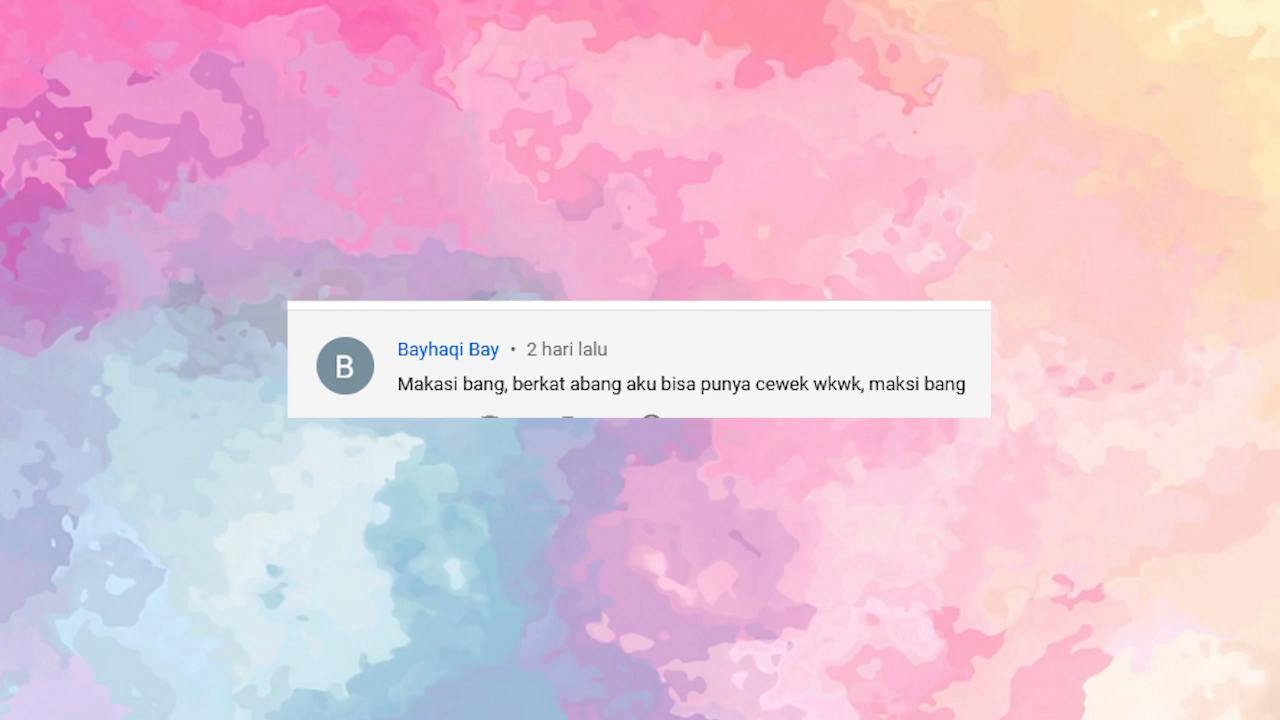 B
Bayhaqi Bay • 2 hari lalu
Makasi bang, berkat abang aku bisa punya cewek wkwk, maksi bang